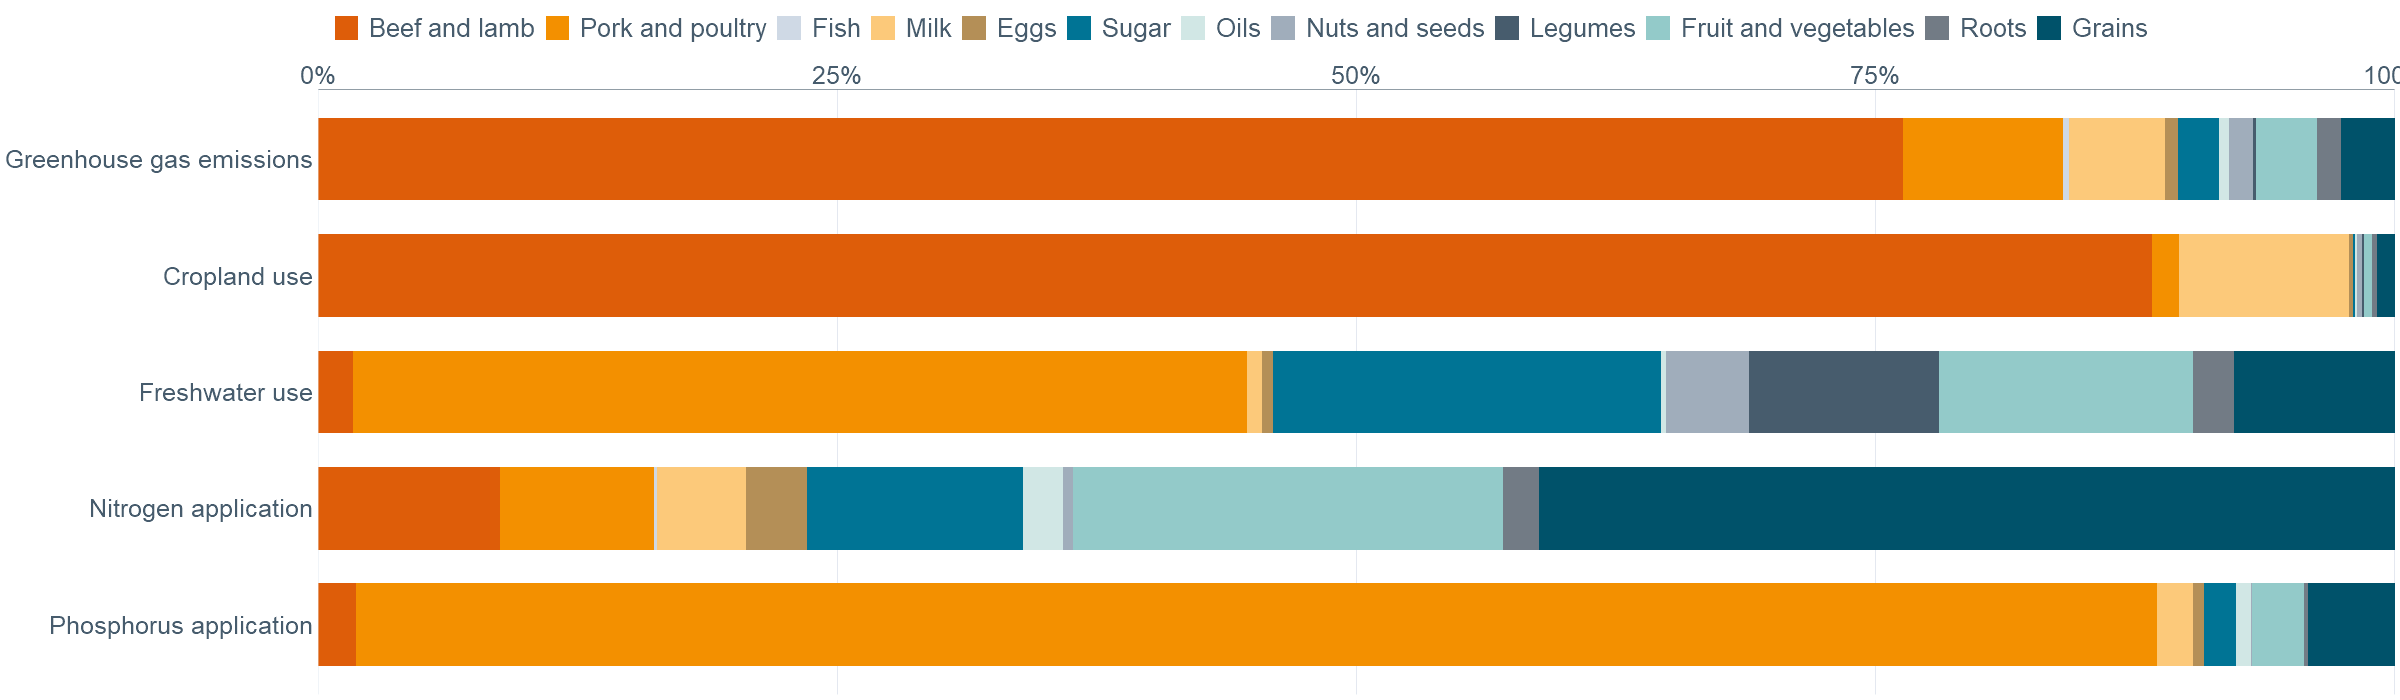 Beef and lamb Pork and poultry Fish Milk Eggs Sugar Oils Nuts and seeds Legumes Fruit and vegetables Roots Grains
0% 25% 50% 75% 100
Greenhouse gas emissions
Cropland use
Freshwater use
Nitrogen application
Phosphorus application